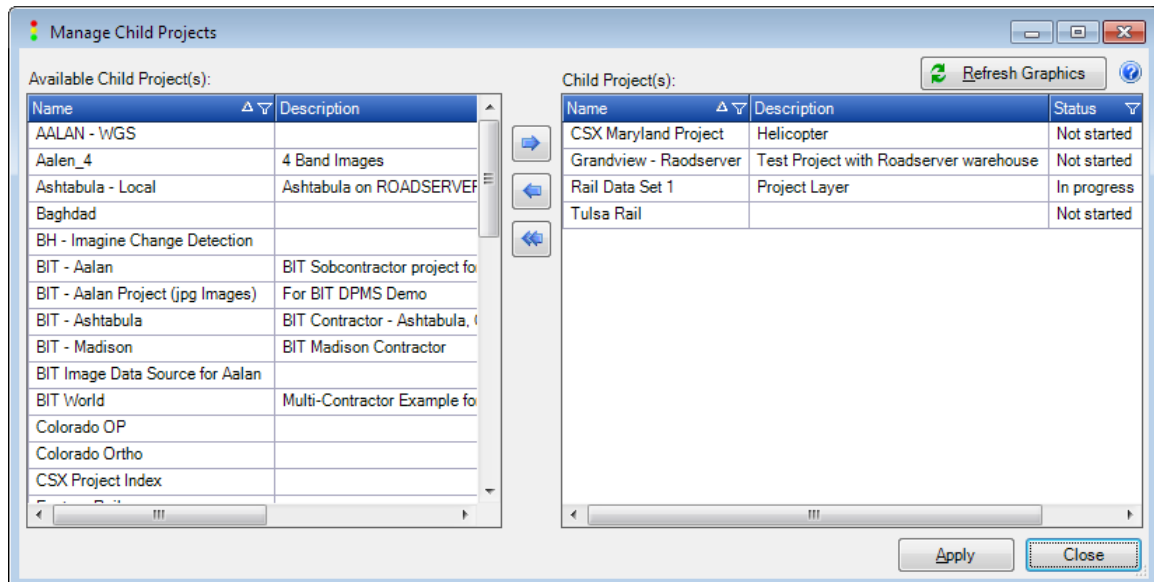 Manage Child Projects
Available Child Project(s):
Name Description
AALAN - WGS
Aalen_4 4 Band Images
Ashtabula - Local Ashtabula on ROADSERVER
Baghdad
BH - Imagine Change Detection
BIT - Aalan BIT Sobcontractor project fo
BIT - Aalan Project (jpg Images) For BIT DPMS Demo
BIT - Ashtabula BIT Contractor - Ashtabula,
BIT - Madison BIT Madison Contractor
BIT Image Data Source for Aalan
BIT World Multi-Contractor Example fo
Colorado OP
Colorado Ortho
CSX Project Index
Child Project(s):
Refresh Graphics
Name Description Status
CSX Maryland Project Helicopter Not started
Grandview - Raodserver Test Project with Roadserver warehouse Not started
Rail Data Set 1 Project Layer In progress
Tulsa Rail Not started
Apply Close